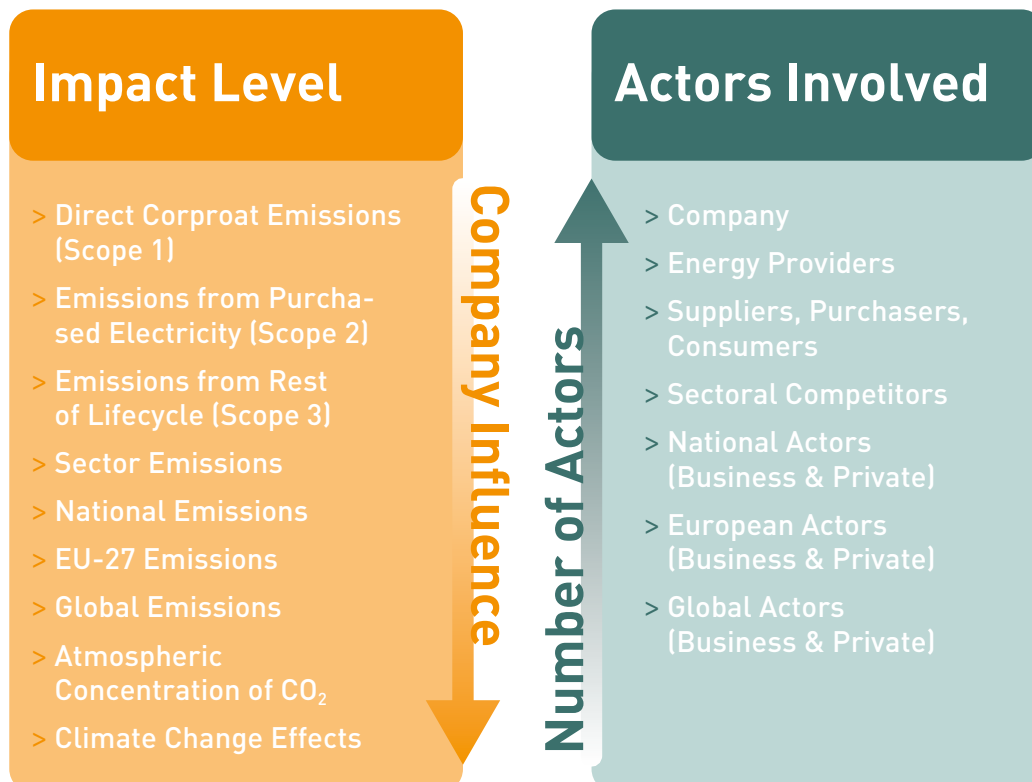 Impact Level
> Direct Corproat Emissions
(Scope 1)
> Emissions from Purcha-
sed Electricity (Scope 2)
> Emissions from Rest
of Lifecycle (Scope 3)
> Sector Emissions
> National Emissions
> EU-27 Emissions
> Global Emissions
> Atmospheric
Concentration of CO₂
> Climate Change Effects
Company Influence
Number of Actors
Actors Involved
> Company
> Energy Providers
> Suppliers, Purchasers,
Consumers
> Sectoral Competitors
> National Actors
(Business & Private)
> European Actors
(Business & Private)
> Global Actors
(Business & Private)